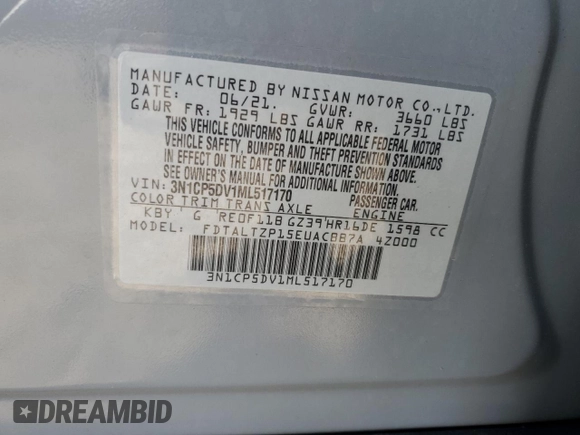 MANUFACTURED BY NISSAN MOTOR CO.,LTD.
DATE: 06/21. GVWR: 3660 LBS
GAWR FR: 1929 LBS GAWR RR: 1731 LBS
THIS VEHICLE CONFORMS TO ALL APPLICABLE FEDERAL MOTOR
VEHICLE SAFETY, BUMPER, AND THEFT PREVENTION STANDARDS
IN EFFECT ON THE DATE OF MANUFACTURE SHOWN ABOVE.
SEE OWNER'S MANUAL FOR ADDITIONAL INFORMATION.
VIN: 3N1CP5DV1ML517170 PASSENGER CAR.
COLOR TRIM TRANS AXLE ENGINE
KBY G RE0F11B GZ39 HR16DE 1598 CC
MODEL: FDTALTZP15EUACBB7A 4Z000
3N1CP5DV1ML517170
DREAMBID